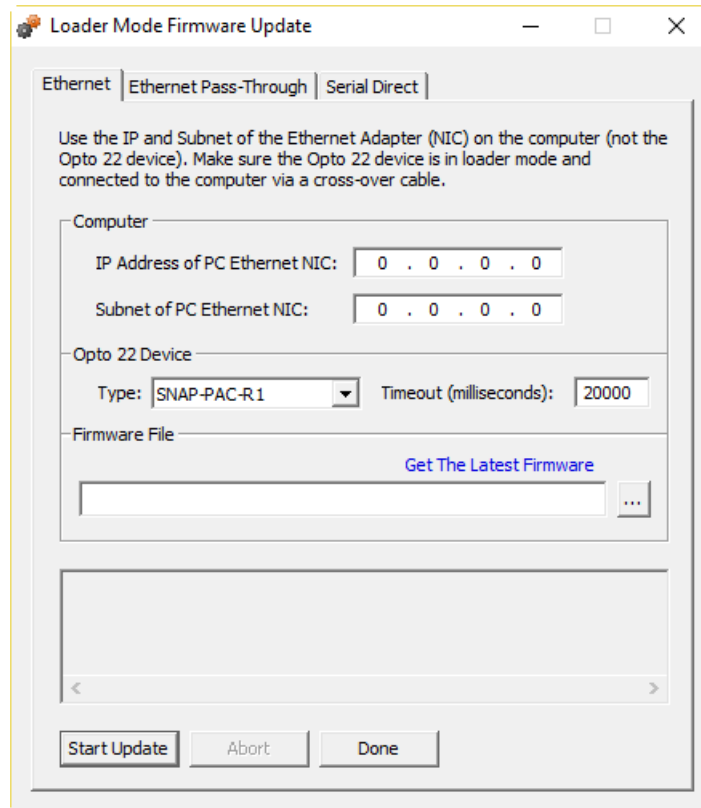 Loader Mode Firmware Update
Ethernet Ethernet Pass-Through Serial Direct
Use the IP and Subnet of the Ethernet Adapter (NIC) on the computer (not the
Opto 22 device). Make sure the Opto 22 device is in loader mode and
connected to the computer via a cross-over cable.
Computer
IP Address of PC Ethernet NIC: 0 . 0 . 0 . 0
Subnet of PC Ethernet NIC: 0 . 0 . 0 . 0
Opto 22 Device
Type: SNAP-PAC-R1 Timeout (milliseconds): 20000
Firmware File
Get The Latest Firmware
...
Start Update Abort Done